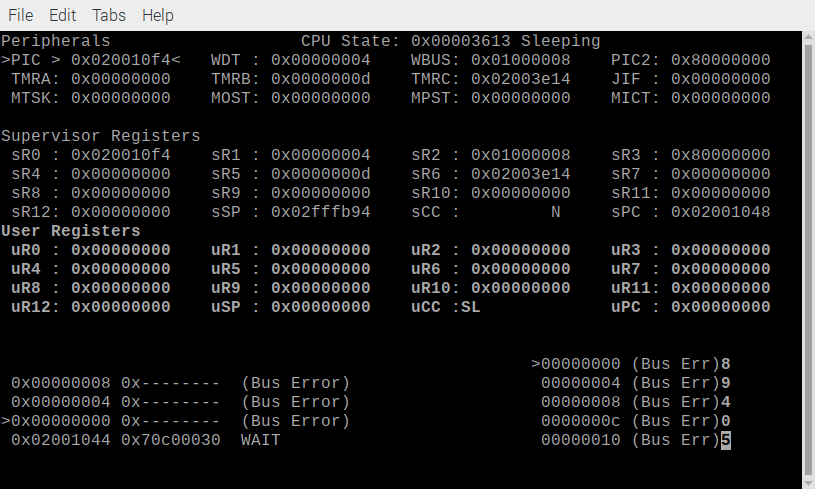 File Edit Tabs Help
Peripherals CPU State: 0x00003613 Sleeping
>PIC > 0x020010f4< WDT : 0x00000004 WBUS: 0x01000008 PIC2: 0x80000000
TMRA: 0x00000000 TMRB: 0x0000000d TMRC: 0x02003e14 JIF : 0x00000000
MTSK: 0x00000000 MOST: 0x00000000 MPST: 0x00000000 MICT: 0x00000000
Supervisor Registers
sR0 : 0x020010f4 sR1 : 0x00000004 sR2 : 0x01000008 sR3 : 0x80000000
sR4 : 0x00000000 sR5 : 0x0000000d sR6 : 0x02003e14 sR7 : 0x00000000
sR8 : 0x00000000 sR9 : 0x00000000 sR10: 0x00000000 sR11: 0x00000000
sR12: 0x00000000 sSP : 0x02fffb94 sCC : N sPC : 0x02001048
User Registers
uR0 : 0x00000000 uR1 : 0x00000000 uR2 : 0x00000000 uR3 : 0x00000000
uR4 : 0x00000000 uR5 : 0x00000000 uR6 : 0x00000000 uR7 : 0x00000000
uR8 : 0x00000000 uR9 : 0x00000000 uR10: 0x00000000 uR11: 0x00000000
uR12: 0x00000000 uSP : 0x00000000 uCC :SL uPC : 0x00000000
>00000000 (Bus Err)8
0x00000008 0x-------- (Bus Error) 00000004 (Bus Err)9
0x00000004 0x-------- (Bus Error) 00000008 (Bus Err)4
>0x00000000 0x-------- (Bus Error) 0000000c (Bus Err)0
0x02001044 0x70c00030 WAIT 00000010 (Bus Err)5